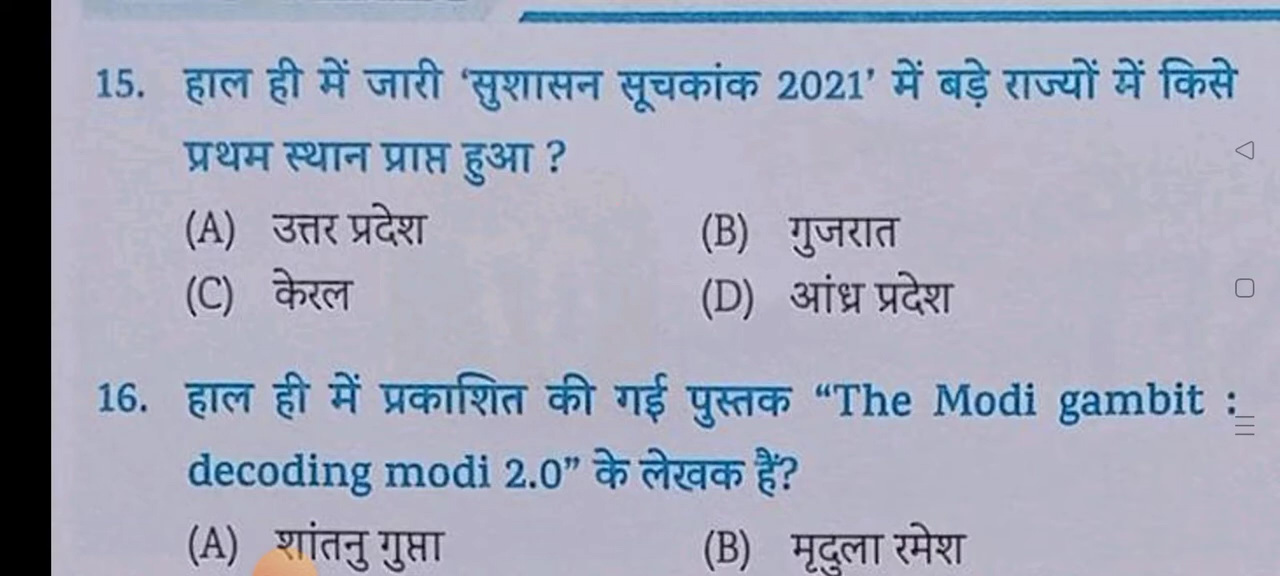 15. हाल ही में जारी ‘सुशासन सूचकांक 2021’ में बड़े राज्यों में किसे
प्रथम स्थान प्राप्त हुआ ?
(A) उत्तर प्रदेश (B) गुजरात
(C) केरल (D) आंध्र प्रदेश
16. हाल ही में प्रकाशित की गई पुस्तक “The Modi gambit :
decoding modi 2.0” के लेखक हैं?
(A) शांतनु गुप्ता (B) मृदुला रमेश